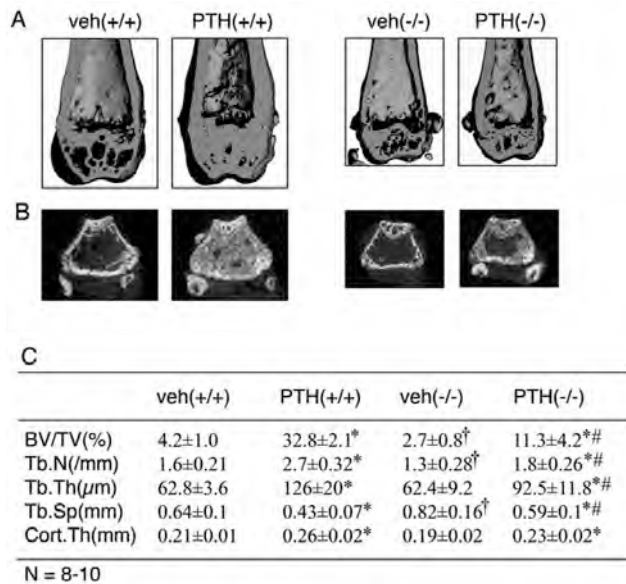 A veh(+/+) PTH(+/+) veh(-/-) PTH(-/-)
B
C
veh(+/+) PTH(+/+) veh(-/-) PTH(-/-)
BV/TV(%) 4.2±1.0 32.8±2.1* 2.7±0.8† 11.3±4.2*#
Tb.N(/mm) 1.6±0.21 2.7±0.32* 1.3±0.28† 1.8±0.26*#
Tb.Th(μm) 62.8±3.6 126±20* 62.4±9.2 92.5±11.8*#
Tb.Sp(mm) 0.64±0.1 0.43±0.07* 0.82±0.16† 0.59±0.1*#
Cort.Th(mm) 0.21±0.01 0.26±0.02* 0.19±0.02 0.23±0.02*
N = 8-10